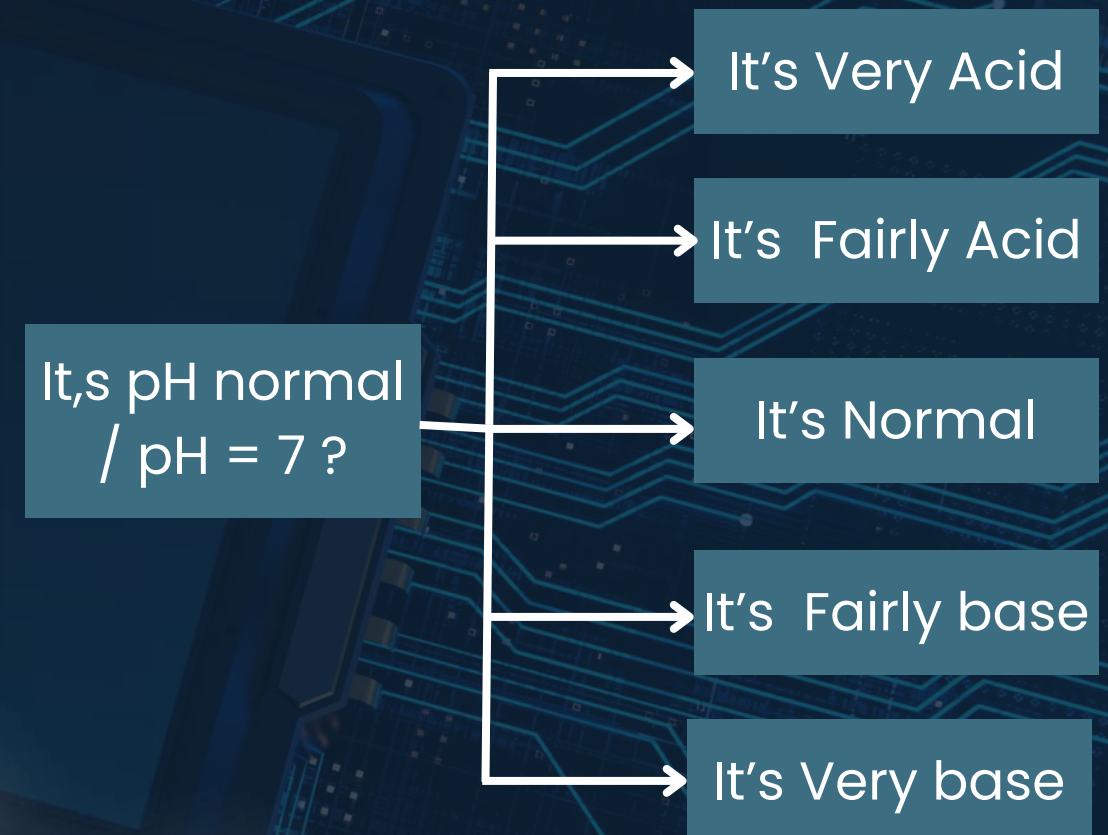 It's Very Acid
It's Fairly Acid
It,s pH normal
/ pH = 7 ?
It's Normal
It's Fairly base
It's Very base